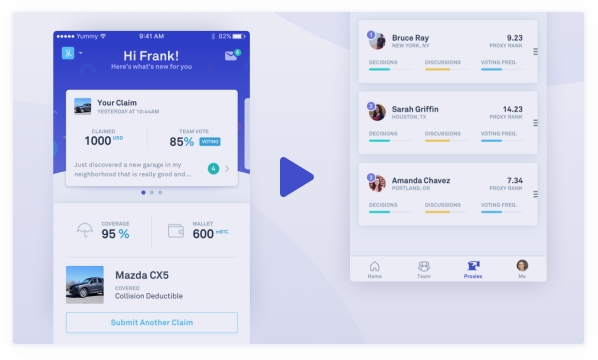 Yummy
9:41 AM
82%
Hi Frank!
6
Here's what's new for you
Your Claim
YESTERDAY AT 10:44AM
CLAIMED
1000 USD
TEAM VOTE
85% VOTING
Just discovered a new garage in my
neighborhood that is really good and...
4
COVERAGE
95 %
WALLET
600 mBTC
Mazda CX5
COVERED
Collision Deductible
Submit Another Claim
1
Bruce Ray
NEW YORK, NY
9.23
PROXY RANK
DECISIONS
DISCUSSIONS
VOTING FREQ.
2
Sarah Griffin
HOUSTON, TX
14.23
PROXY RANK
DECISIONS
DISCUSSIONS
VOTING FREQ.
3
Amanda Chavez
PORTLAND, OR
7.34
PROXY RANK
DECISIONS
DISCUSSIONS
VOTING FREQ.
Home
Team
Proxies
Me